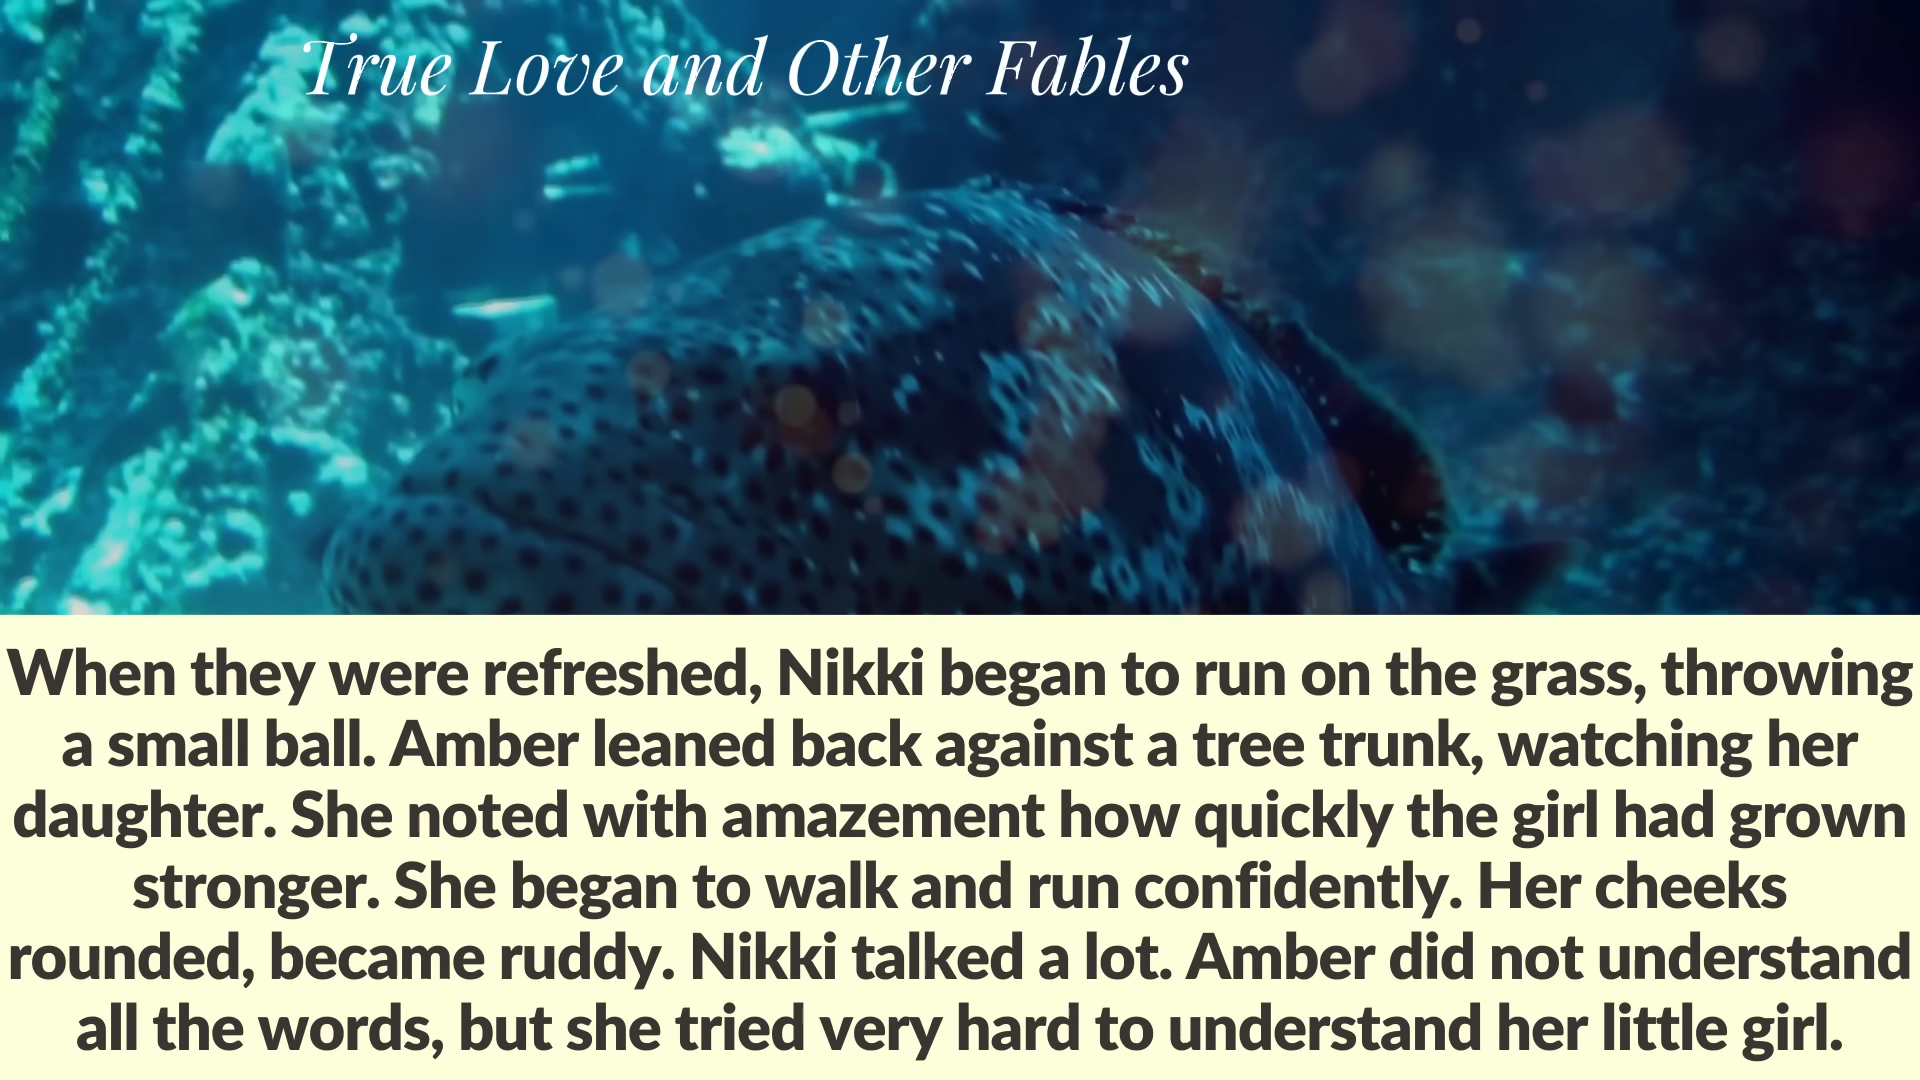 True Love and Other Fables
When they were refreshed, Nikki began to run on the grass, throwing
a small ball. Amber leaned back against a tree trunk, watching her
daughter. She noted with amazement how quickly the girl had grown
stronger. She began to walk and run confidently. Her cheeks
rounded, became ruddy. Nikki talked a lot. Amber did not understand
all the words, but she tried very hard to understand her little girl.